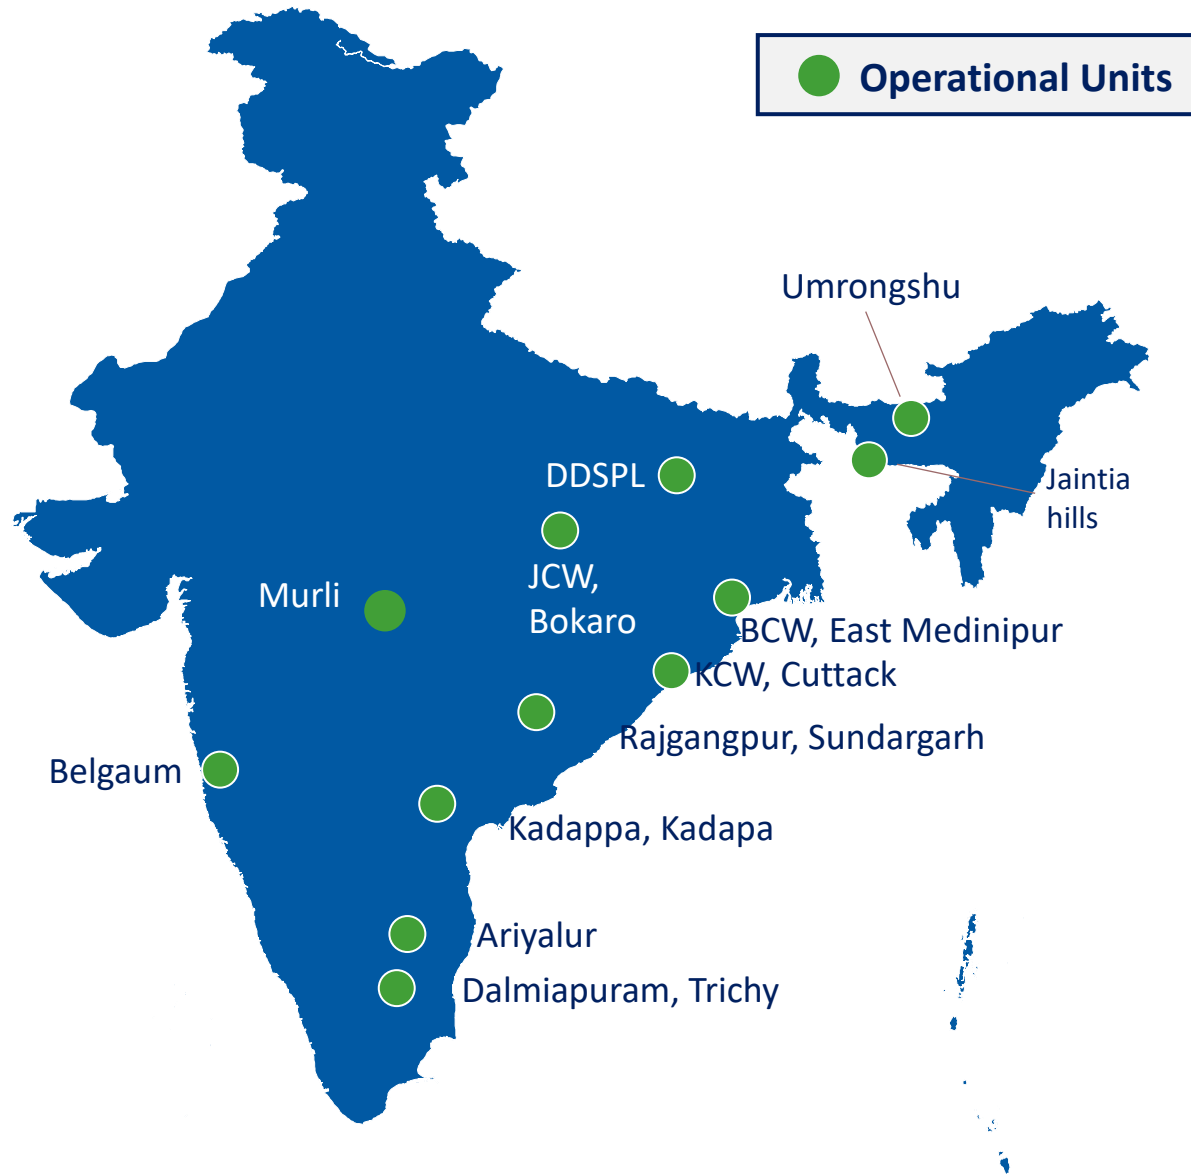 Operational Units
Umrongshu
DDSPL
Jaintia
hills
JCW,
Bokaro
Murli
BCW, East Medinipur
KCW, Cuttack
Rajgangpur, Sundargarh
Belgaum
Kadappa, Kadapa
Ariyalur
Dalmiapuram, Trichy